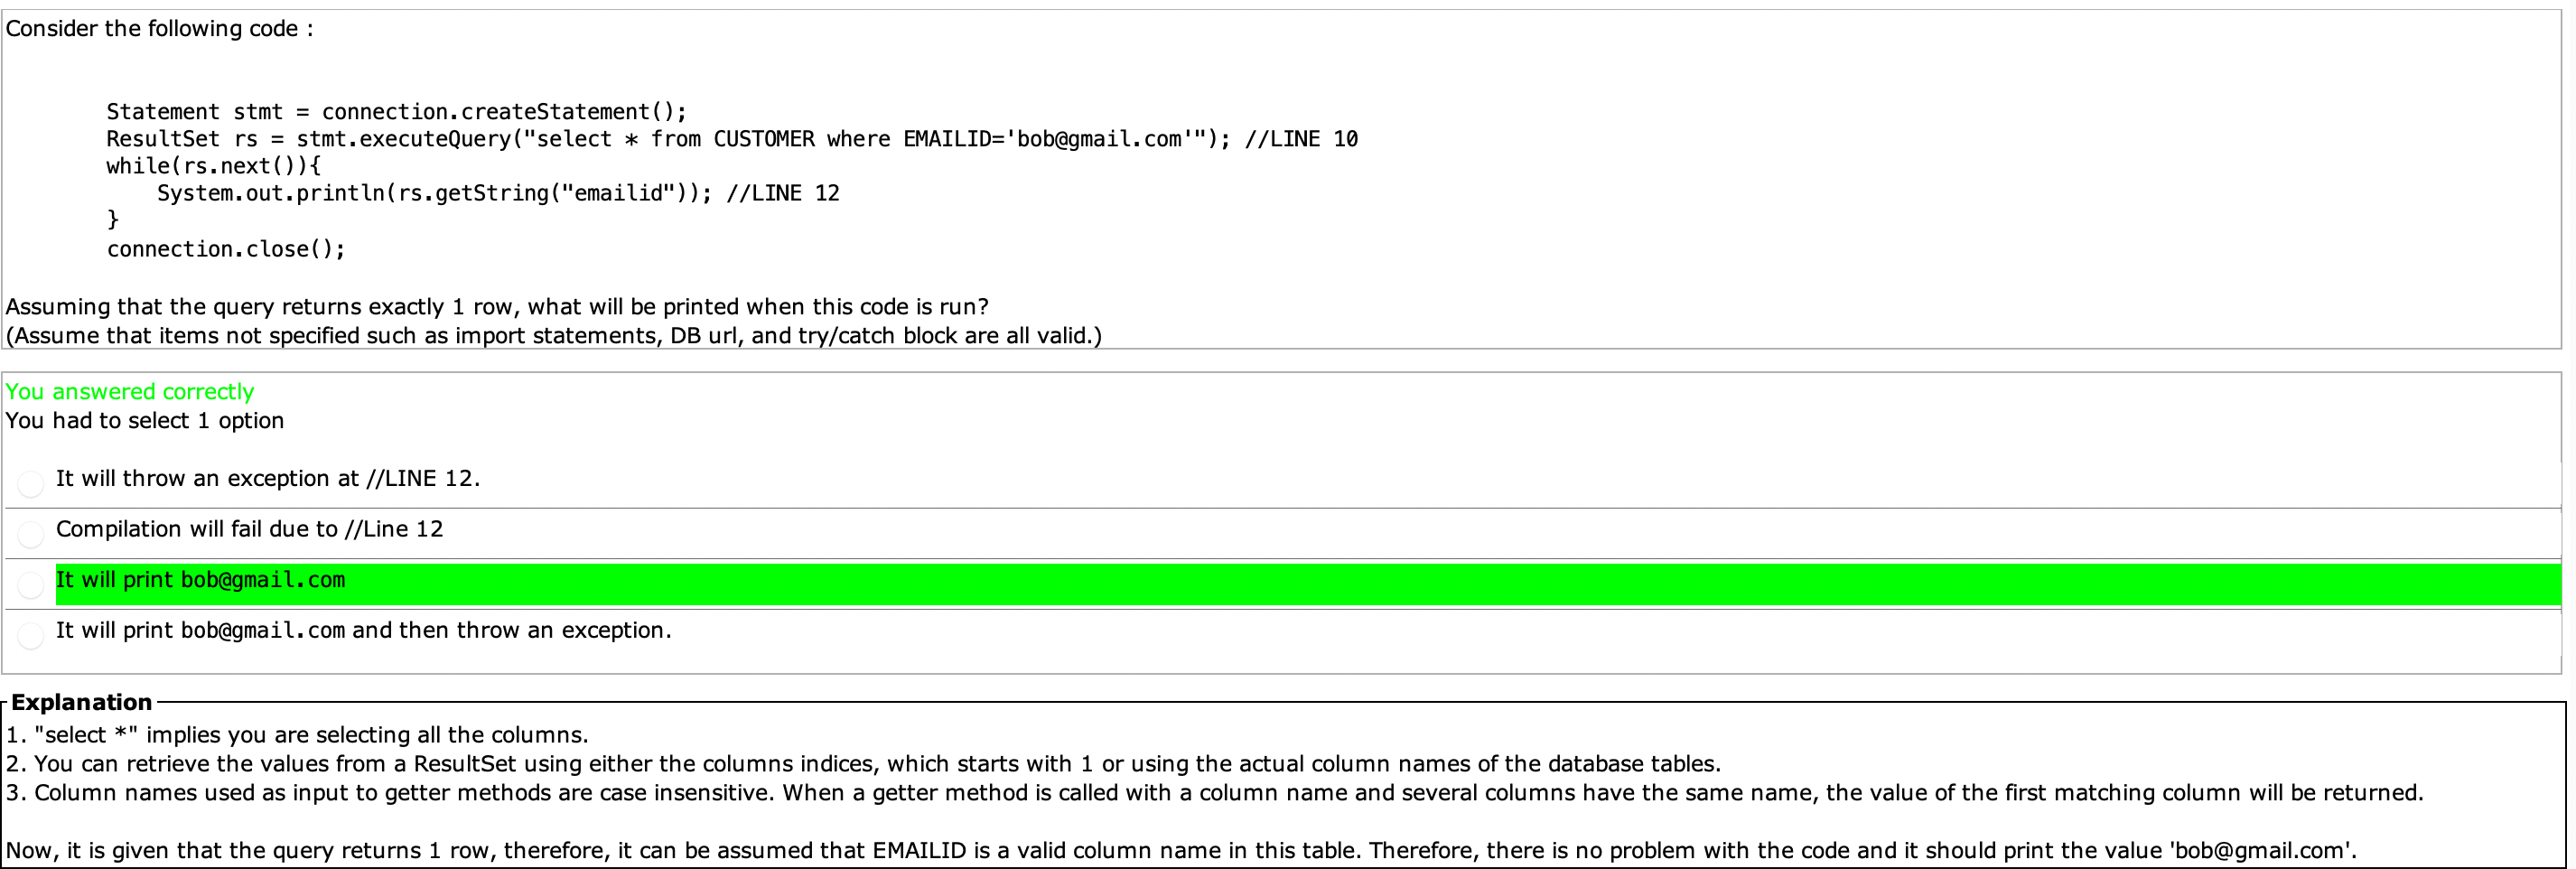 Consider the following code :
Statement stmt = connection.createStatement();
ResultSet rs = stmt.executeQuery("select * from CUSTOMER where EMAILID='bob@gmail.com'"); //LINE 10
while(rs.next()){
System.out.println(rs.getString("emailid")); //LINE 12
}
connection.close();
Assuming that the query returns exactly 1 row, what will be printed when this code is run?
(Assume that items not specified such as import statements, DB url, and try/catch block are all valid.)
You answered correctly
You had to select 1 option
It will throw an exception at //LINE 12.
Compilation will fail due to //Line 12
It will print bob@gmail.com
It will print bob@gmail.com and then throw an exception.
Explanation
1. "select *" implies you are selecting all the columns.
2. You can retrieve the values from a ResultSet using either the columns indices, which starts with 1 or using the actual column names of the database tables.
3. Column names used as input to getter methods are case insensitive. When a getter method is called with a column name and several columns have the same name, the value of the first matching column will be returned.
Now, it is given that the query returns 1 row, therefore, it can be assumed that EMAILID is a valid column name in this table. Therefore, there is no problem with the code and it should print the value 'bob@gmail.com'.